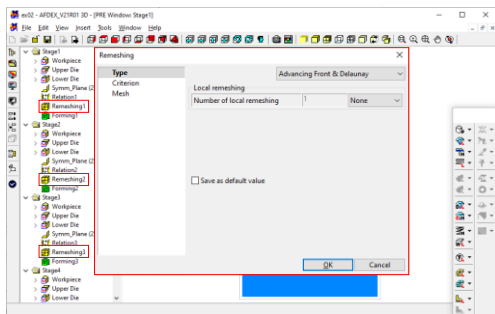 ex02 - AFDEX_V21R01 3D - [PRE Window Stage1]
File Edit View Insert Tools Window Help
Stage1
Workpiece
Upper Die
Lower Die
Symm_Plane (2
Relation1
Remeshing1
Forming1
Stage2
Workpiece
Upper Die
Lower Die
Symm_Plane (2
Relation2
Remeshing2
Forming2
Stage3
Workpiece
Upper Die
Lower Die
Symm_Plane (2
Relation3
Remeshing3
Forming3
Stage4
Workpiece
Upper Die
Lower Die
Remeshing
Type
Criterion
Mesh
Advancing Front & Delaunay
Local remeshing
Number of local remeshing 1 None
Save as default value
OK Cancel